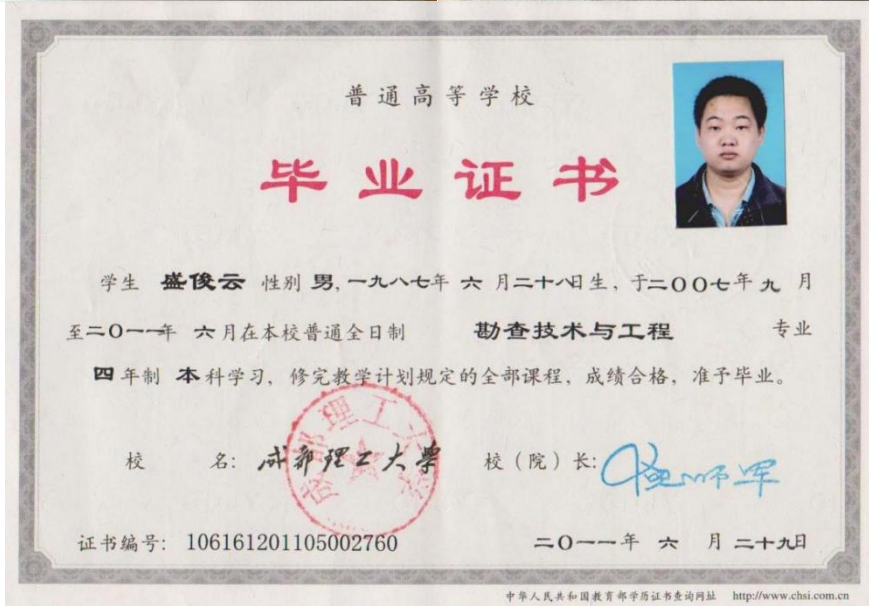 普通高等学校
毕业证书
学生 盛俊云 性别 男,一九八七年 六 月二十八日生,于二〇〇七年 九 月
至二〇一一年 六月在本校普通全日制 勘查技术与工程 专业
四年制 本科学习,修完教学计划规定的全部课程,成绩合格,准予毕业。
校 名: 成都理工大学 校(院)长:
证书编号: 106161201105002760 二〇一一年 六 月 二十九日
中华人民共和国教育部学历证书查询网址 http://www.chsi.com.cn